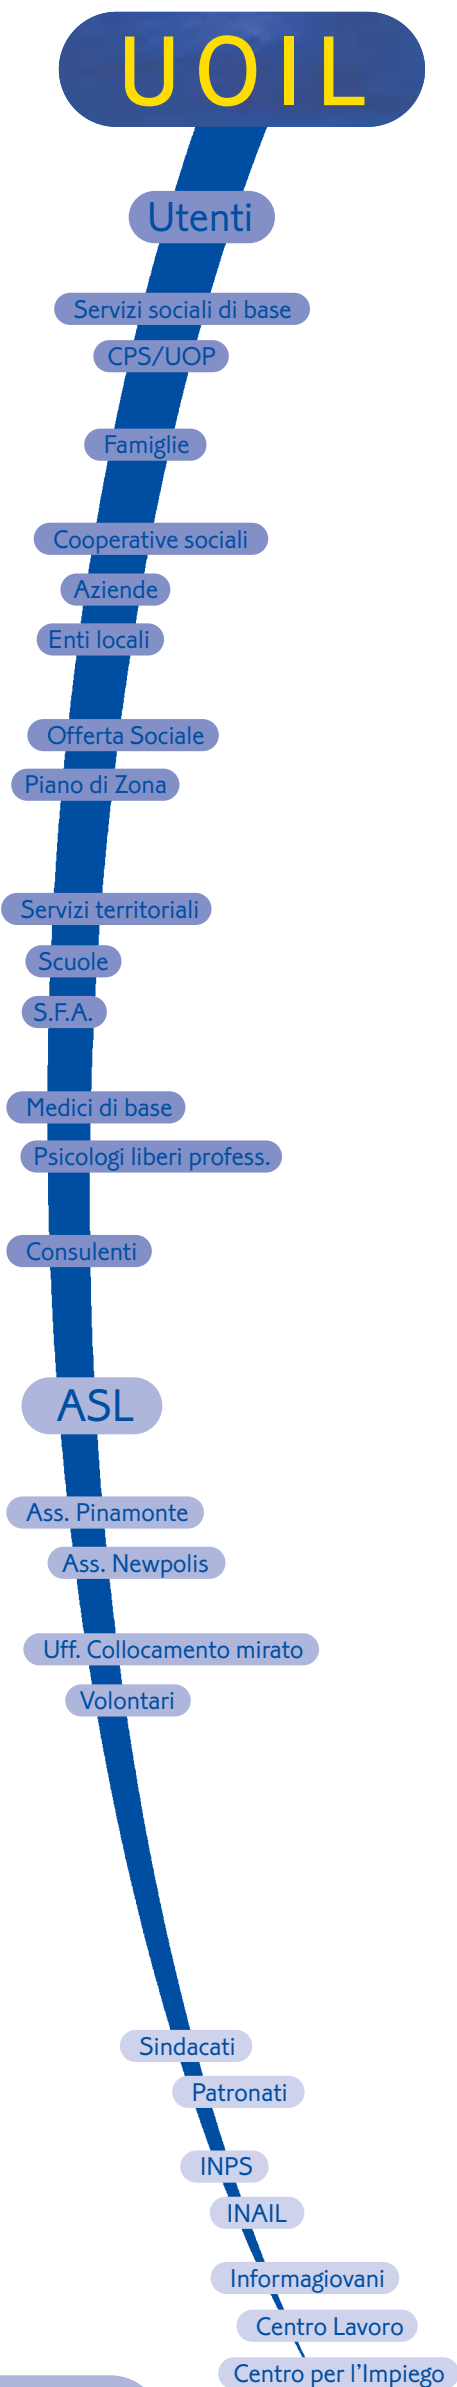 UOIL
Utenti
Servizi sociali di base
CPS/UOP
Famiglie
Cooperative sociali
Aziende
Enti locali
Offerta Sociale
Piano di Zona
Servizi territoriali
Scuole
S.F.A.
Medici di base
Psicologi liberi profess.
Consulenti
ASL
Ass. Pinamonte
Ass. Newpolis
Uff. Collocamento mirato
Volontari
Sindacati
Patronati
INPS
INAIL
Informagiovani
Centro Lavoro
Centro per l'Impiego